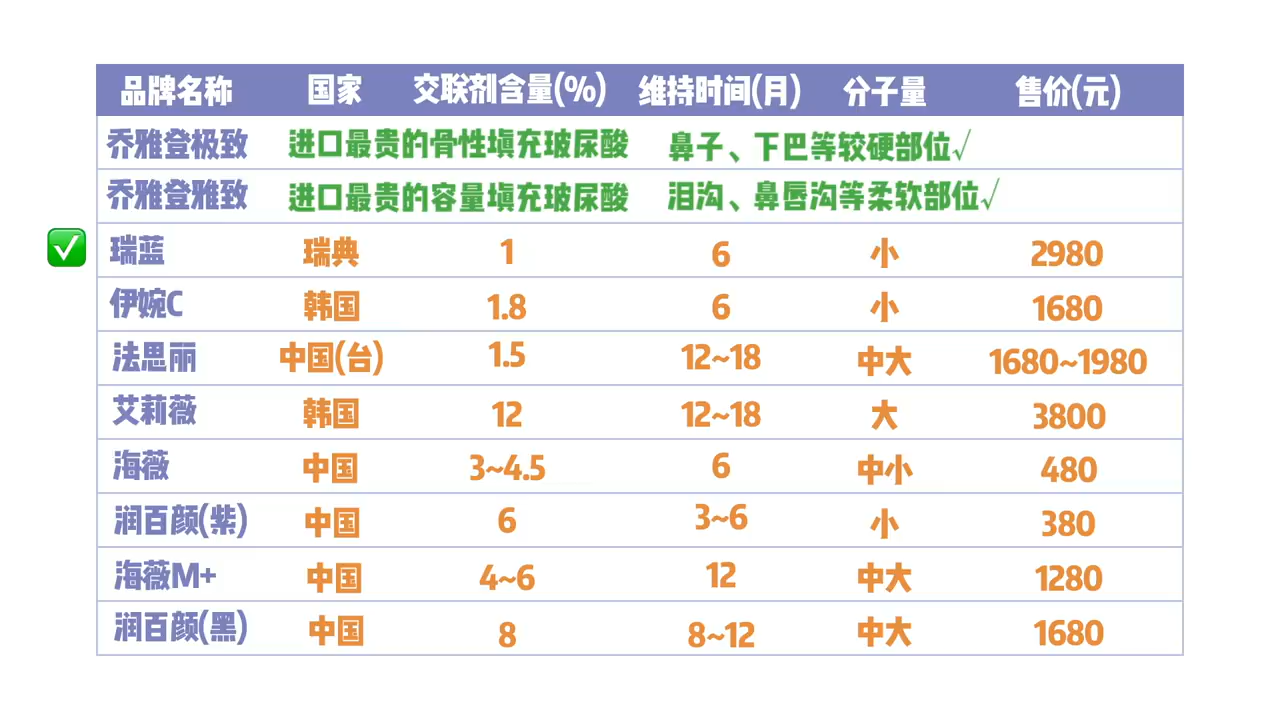 品牌名称 国家 交联剂含量(%) 维持时间(月) 分子量 售价(元)
乔雅登极致 进口最贵的骨性填充玻尿酸 鼻子、下巴等较硬部位√
乔雅登雅致 进口最贵的容量填充玻尿酸 泪沟、鼻唇沟等柔软部位√
瑞蓝 瑞典 1 6 小 2980
伊婉C 韩国 1.8 6 小 1680
法思丽 中国(台) 1.5 12~18 中大 1680~1980
艾莉薇 韩国 12 12~18 大 3800
海薇 中国 3~4.5 6 中小 480
润百颜(紫) 中国 6 3~6 小 380
海薇M+ 中国 4~6 12 中大 1280
润百颜(黑) 中国 8 8~12 中大 1680